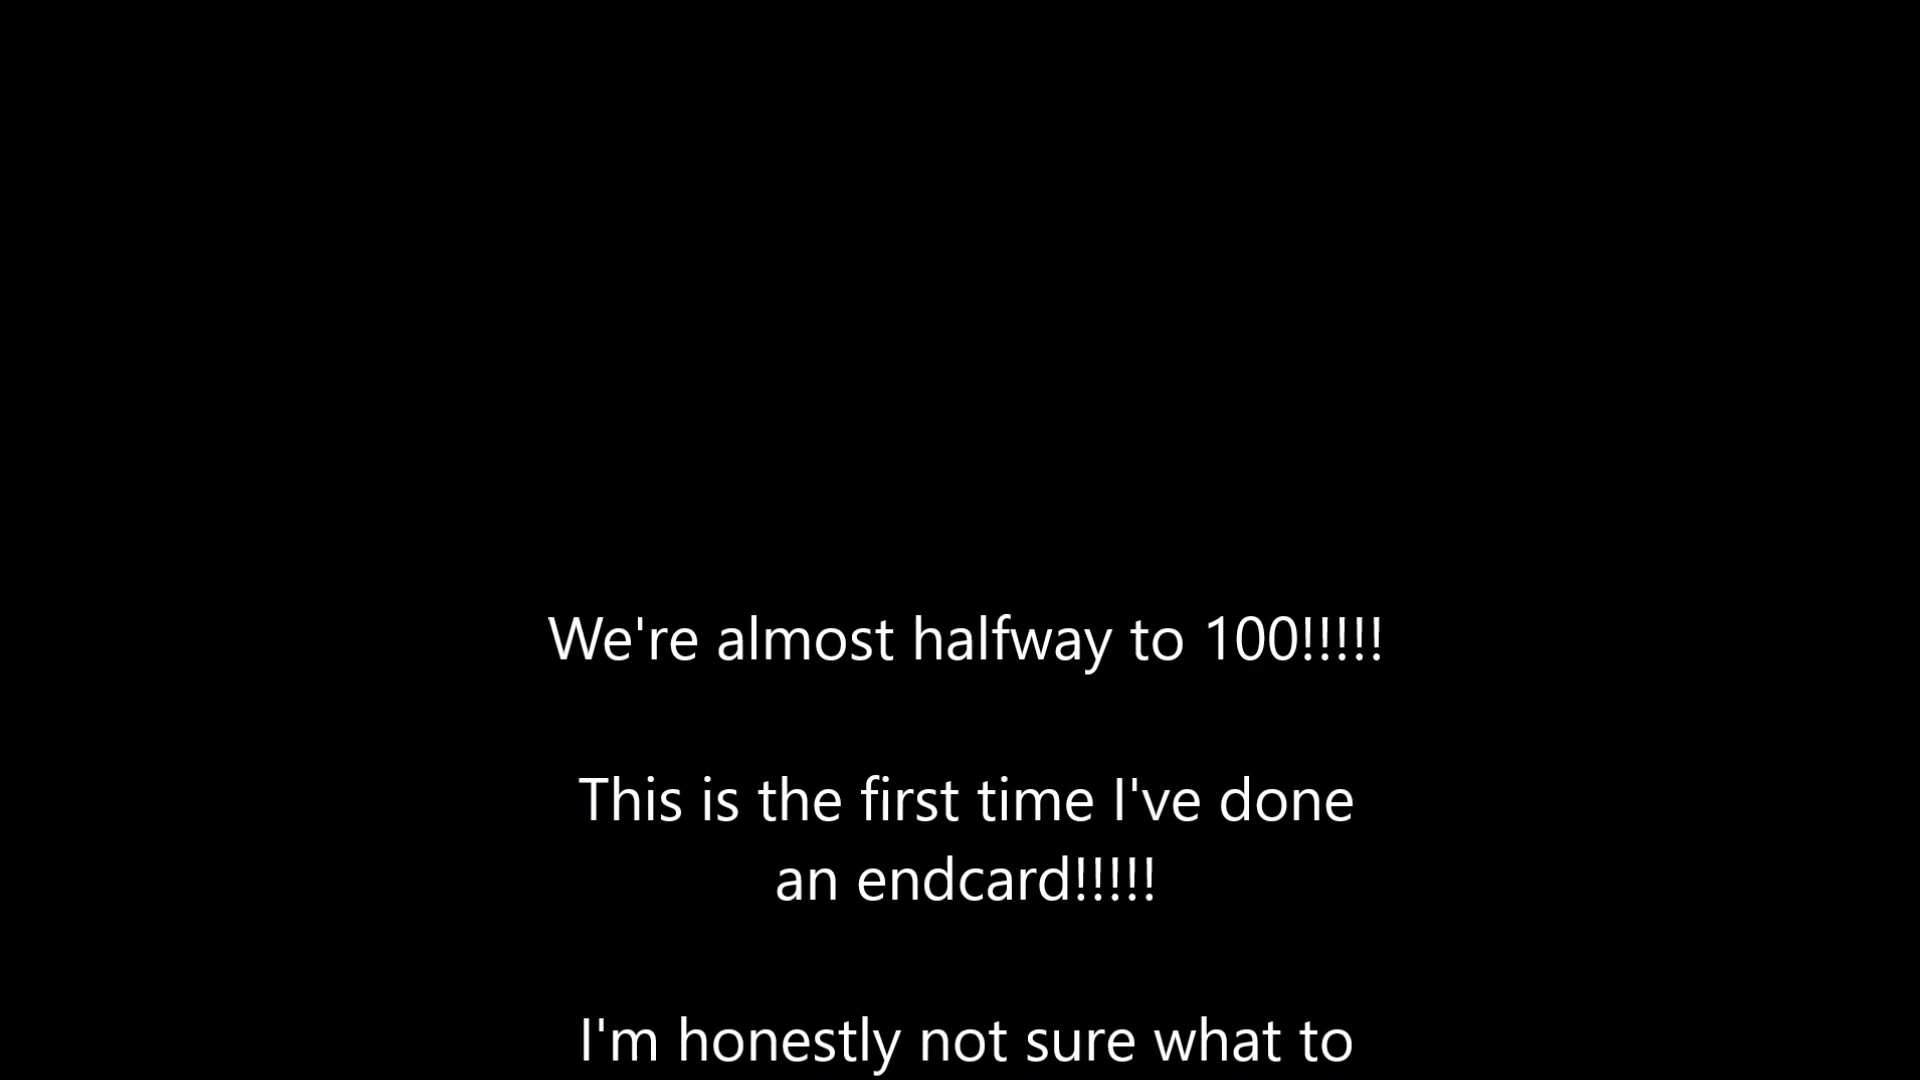 We're almost halfway to 100!!!!!
This is the first time I've done
an endcard!!!!!
I'm honestly not sure what to